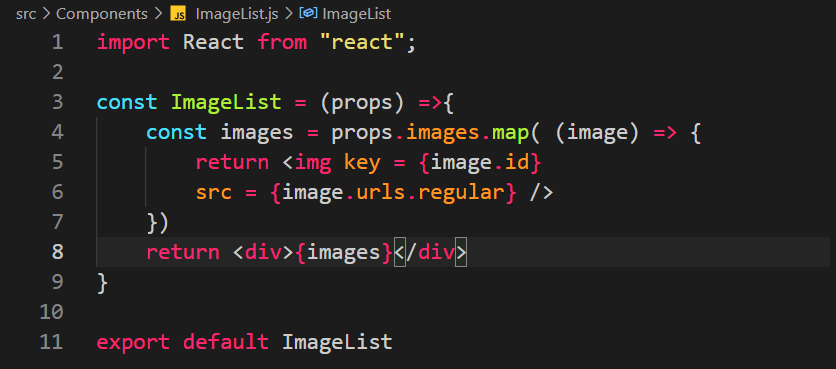 src > Components > JS ImageList.js > ImageList
1 import React from "react";
2
3 const ImageList = (props) =>{
4     const images = props.images.map( (image) => {
5         return <img key = {image.id}
6         src = {image.urls.regular} />
7     })
8     return <div>{images}</div>
9 }
10
11 export default ImageList